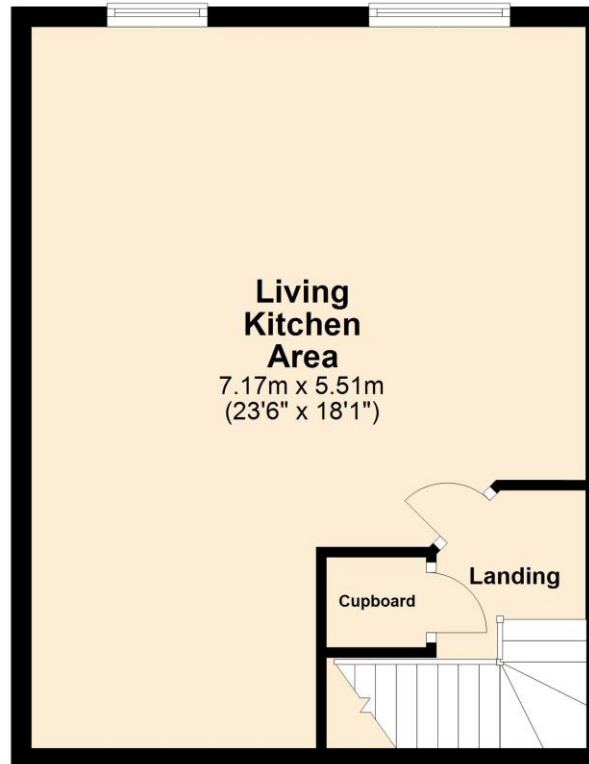 Living
Kitchen
Area
7.17m x 5.51m
(23'6" x 18'1")
Landing
Cupboard